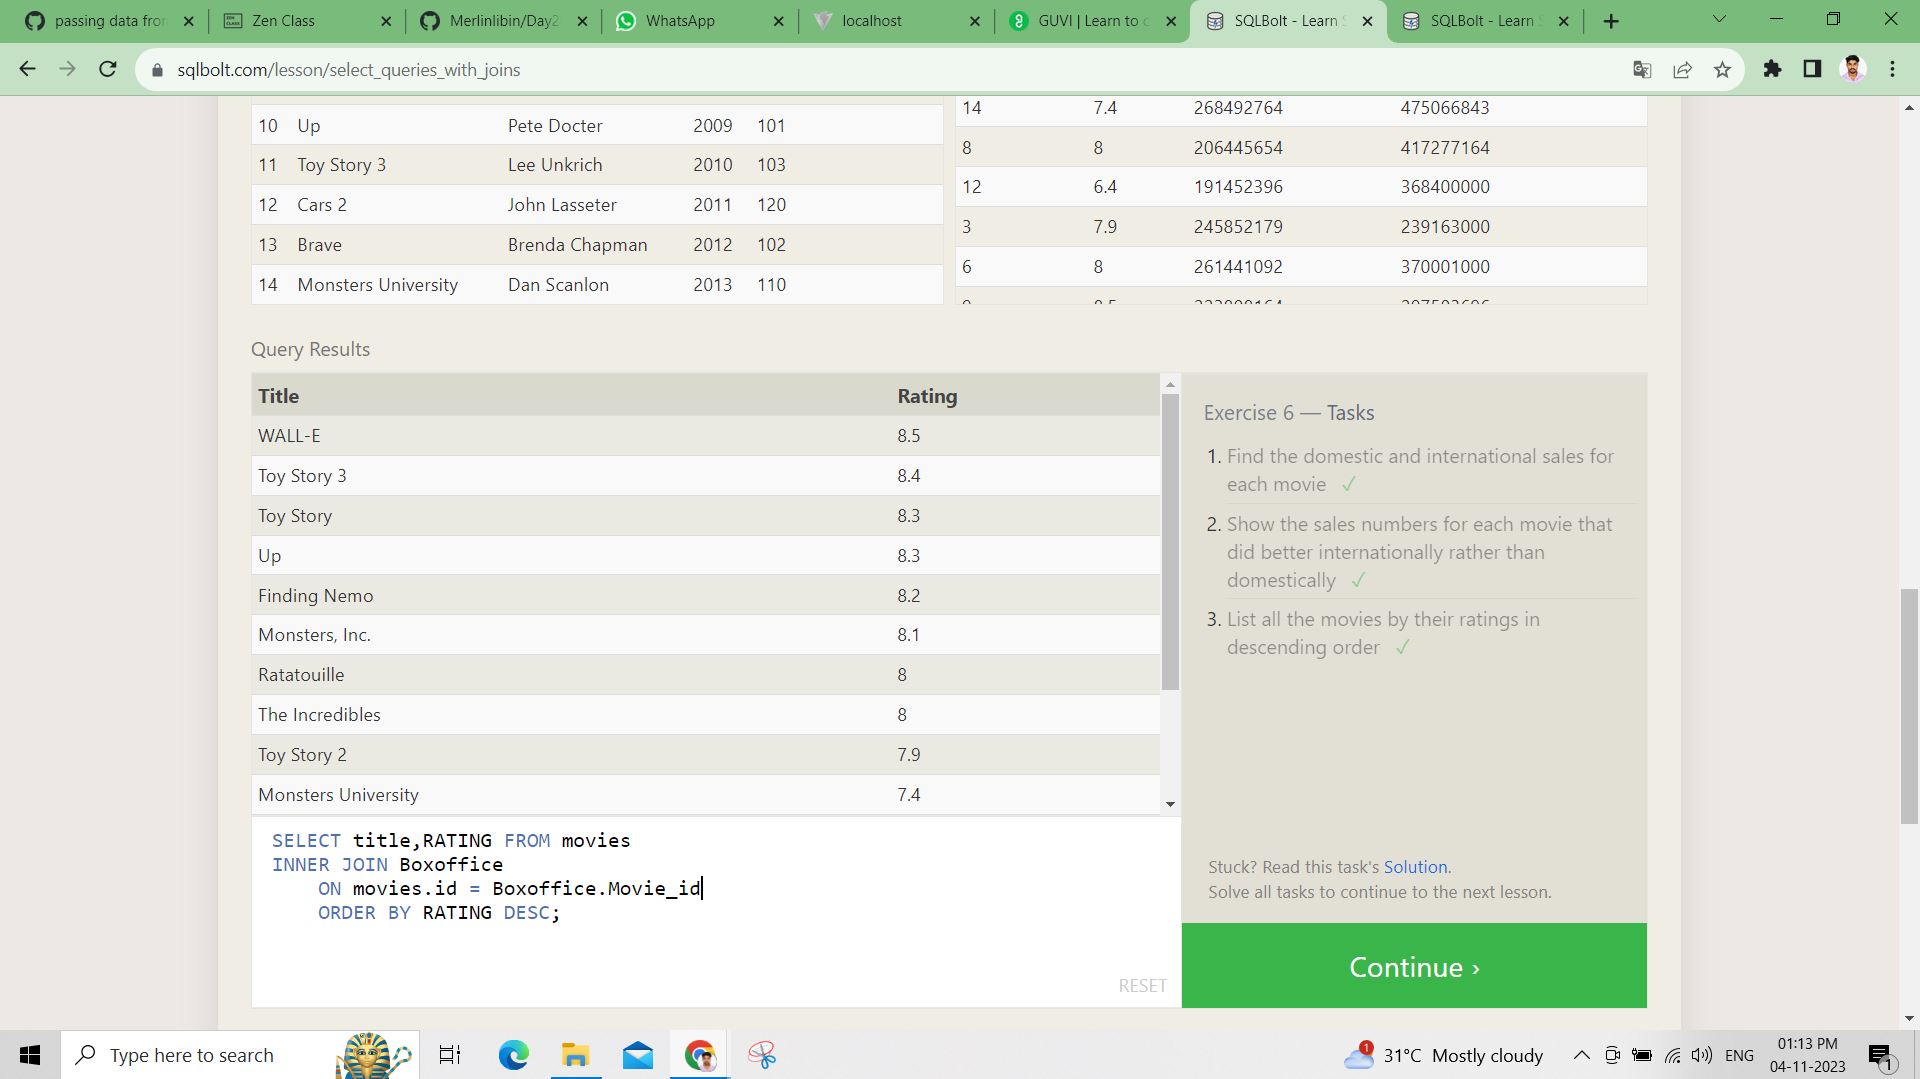 passing data from
Zen Class
Merlinlibin/Day2
WhatsApp
localhost
GUVI | Learn to c
SQLBolt - Learn S
SQLBolt - Learn S
sqlbolt.com/lesson/select_queries_with_joins
10 Up Pete Docter 2009 101
11 Toy Story 3 Lee Unkrich 2010 103
12 Cars 2 John Lasseter 2011 120
13 Brave Brenda Chapman 2012 102
14 Monsters University Dan Scanlon 2013 110
14 7.4 268492764 475066843
8 8 206445654 417277164
12 6.4 191452396 368400000
3 7.9 245852179 239163000
6 8 261441092 370001000
Query Results
Title Rating
WALL-E 8.5
Toy Story 3 8.4
Toy Story 8.3
Up 8.3
Finding Nemo 8.2
Monsters, Inc. 8.1
Ratatouille 8
The Incredibles 8
Toy Story 2 7.9
Monsters University 7.4
SELECT title,RATING FROM movies
INNER JOIN Boxoffice
ON movies.id = Boxoffice.Movie_id
ORDER BY RATING DESC;
RESET
Exercise 6 — Tasks
1. Find the domestic and international sales for
each movie ✓
2. Show the sales numbers for each movie that
did better internationally rather than
domestically ✓
3. List all the movies by their ratings in
descending order ✓
Stuck? Read this task's Solution.
Solve all tasks to continue to the next lesson.
Continue ›
Type here to search
1
31°C Mostly cloudy
ENG
01:13 PM
04-11-2023
1